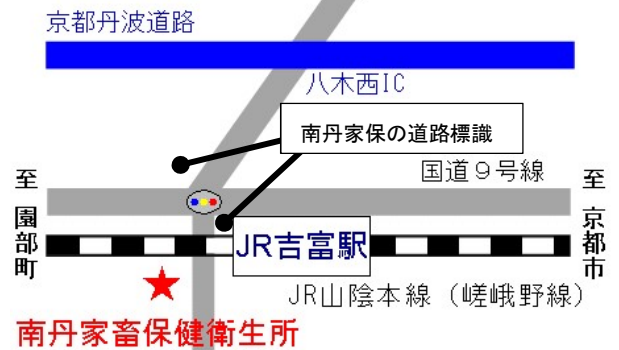 京都丹波道路
八木西IC
南丹家保の道路標識
国道9号線
至 園部町
至 京都市
JR吉富駅
JR山陰本線（嵯峨野線）
南丹家畜保健衛生所